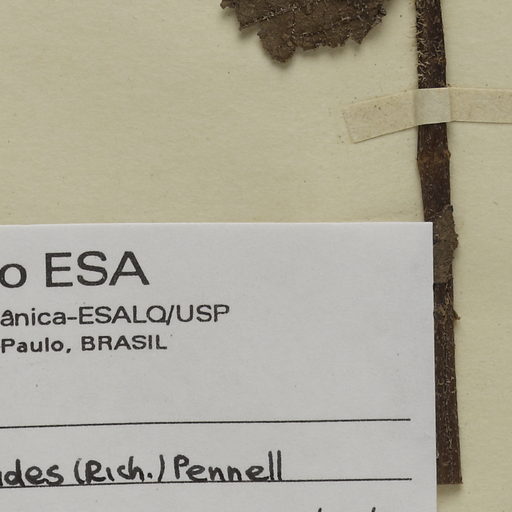 o ESA
ânica-ESALQ/USP
Paulo, BRASIL
des (Rich.) Pennell